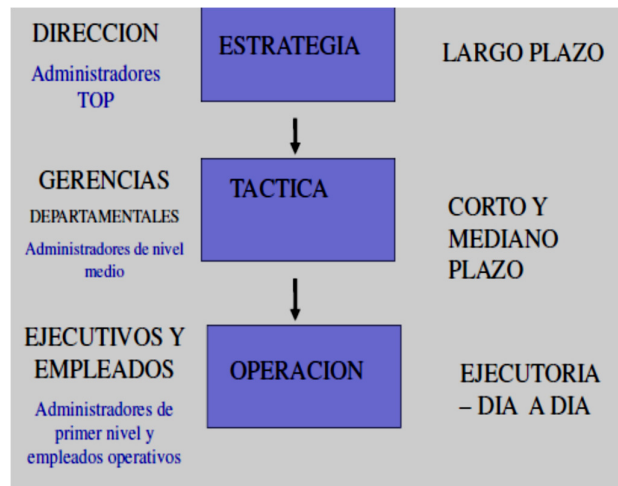 DIRECCION
Administradores
TOP
ESTRATEGIA
LARGO PLAZO
GERENCIAS
DEPARTAMENTALES
Administradores de nivel
medio
TACTICA
CORTO Y
MEDIANO
PLAZO
EJECUTIVOS Y
EMPLEADOS
Administradores de
primer nivel y
empleados operativos
OPERACION
EJECUTORIA
– DIA A DIA